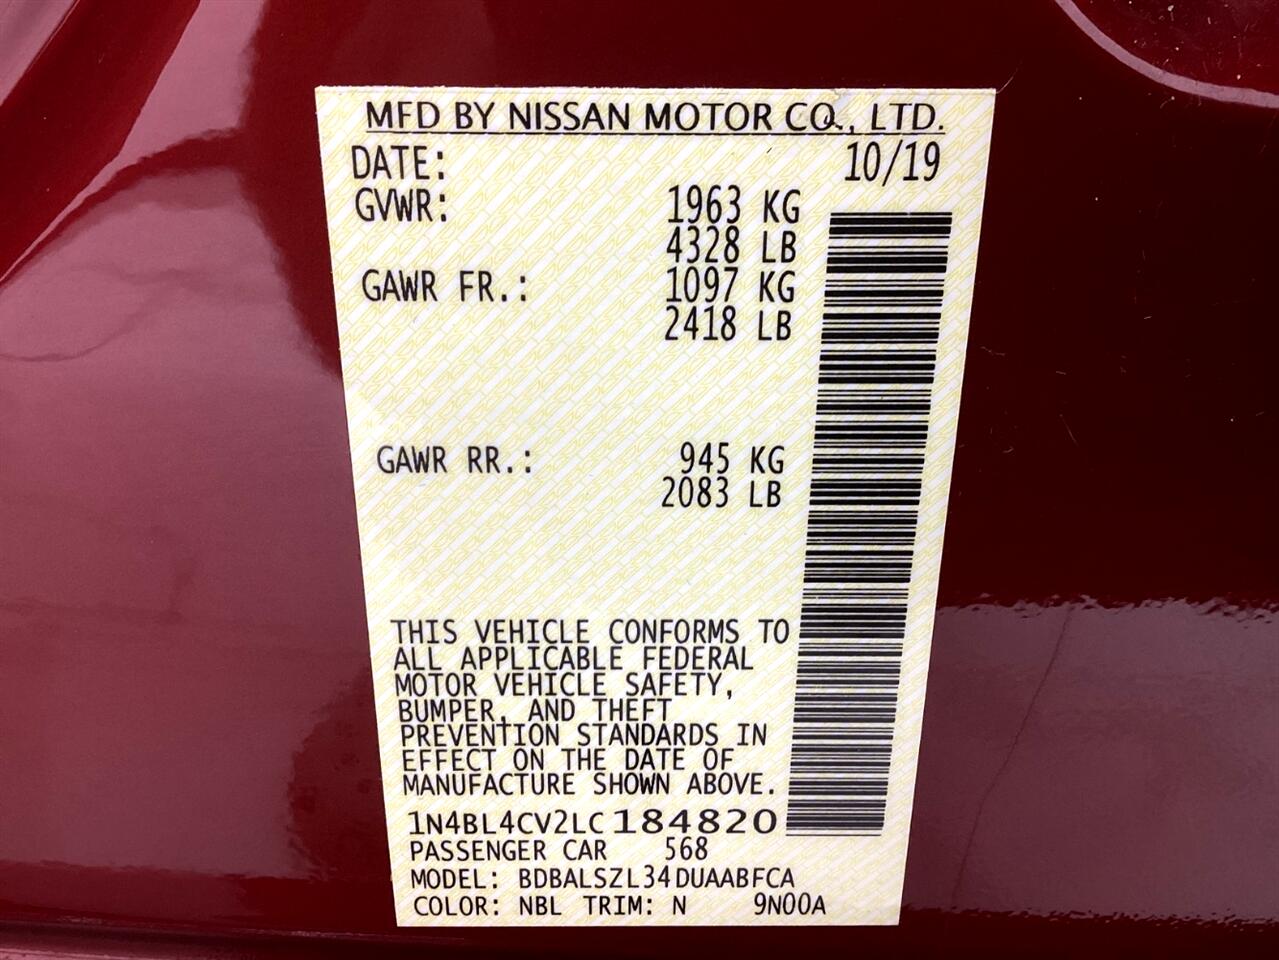 MFD BY NISSAN MOTOR CO., LTD.
DATE: 10/19
GVWR: 1963 KG
4328 LB
GAWR FR.: 1097 KG
2418 LB
GAWR RR.: 945 KG
2083 LB
THIS VEHICLE CONFORMS TO
ALL APPLICABLE FEDERAL
MOTOR VEHICLE SAFETY,
BUMPER, AND THEFT
PREVENTION STANDARDS IN
EFFECT ON THE DATE OF
MANUFACTURE SHOWN ABOVE.
1N4BL4CV2LC184820
PASSENGER CAR 568
MODEL: BDBALSZL34DUAABFCA
COLOR: NBL TRIM: N 9N00A